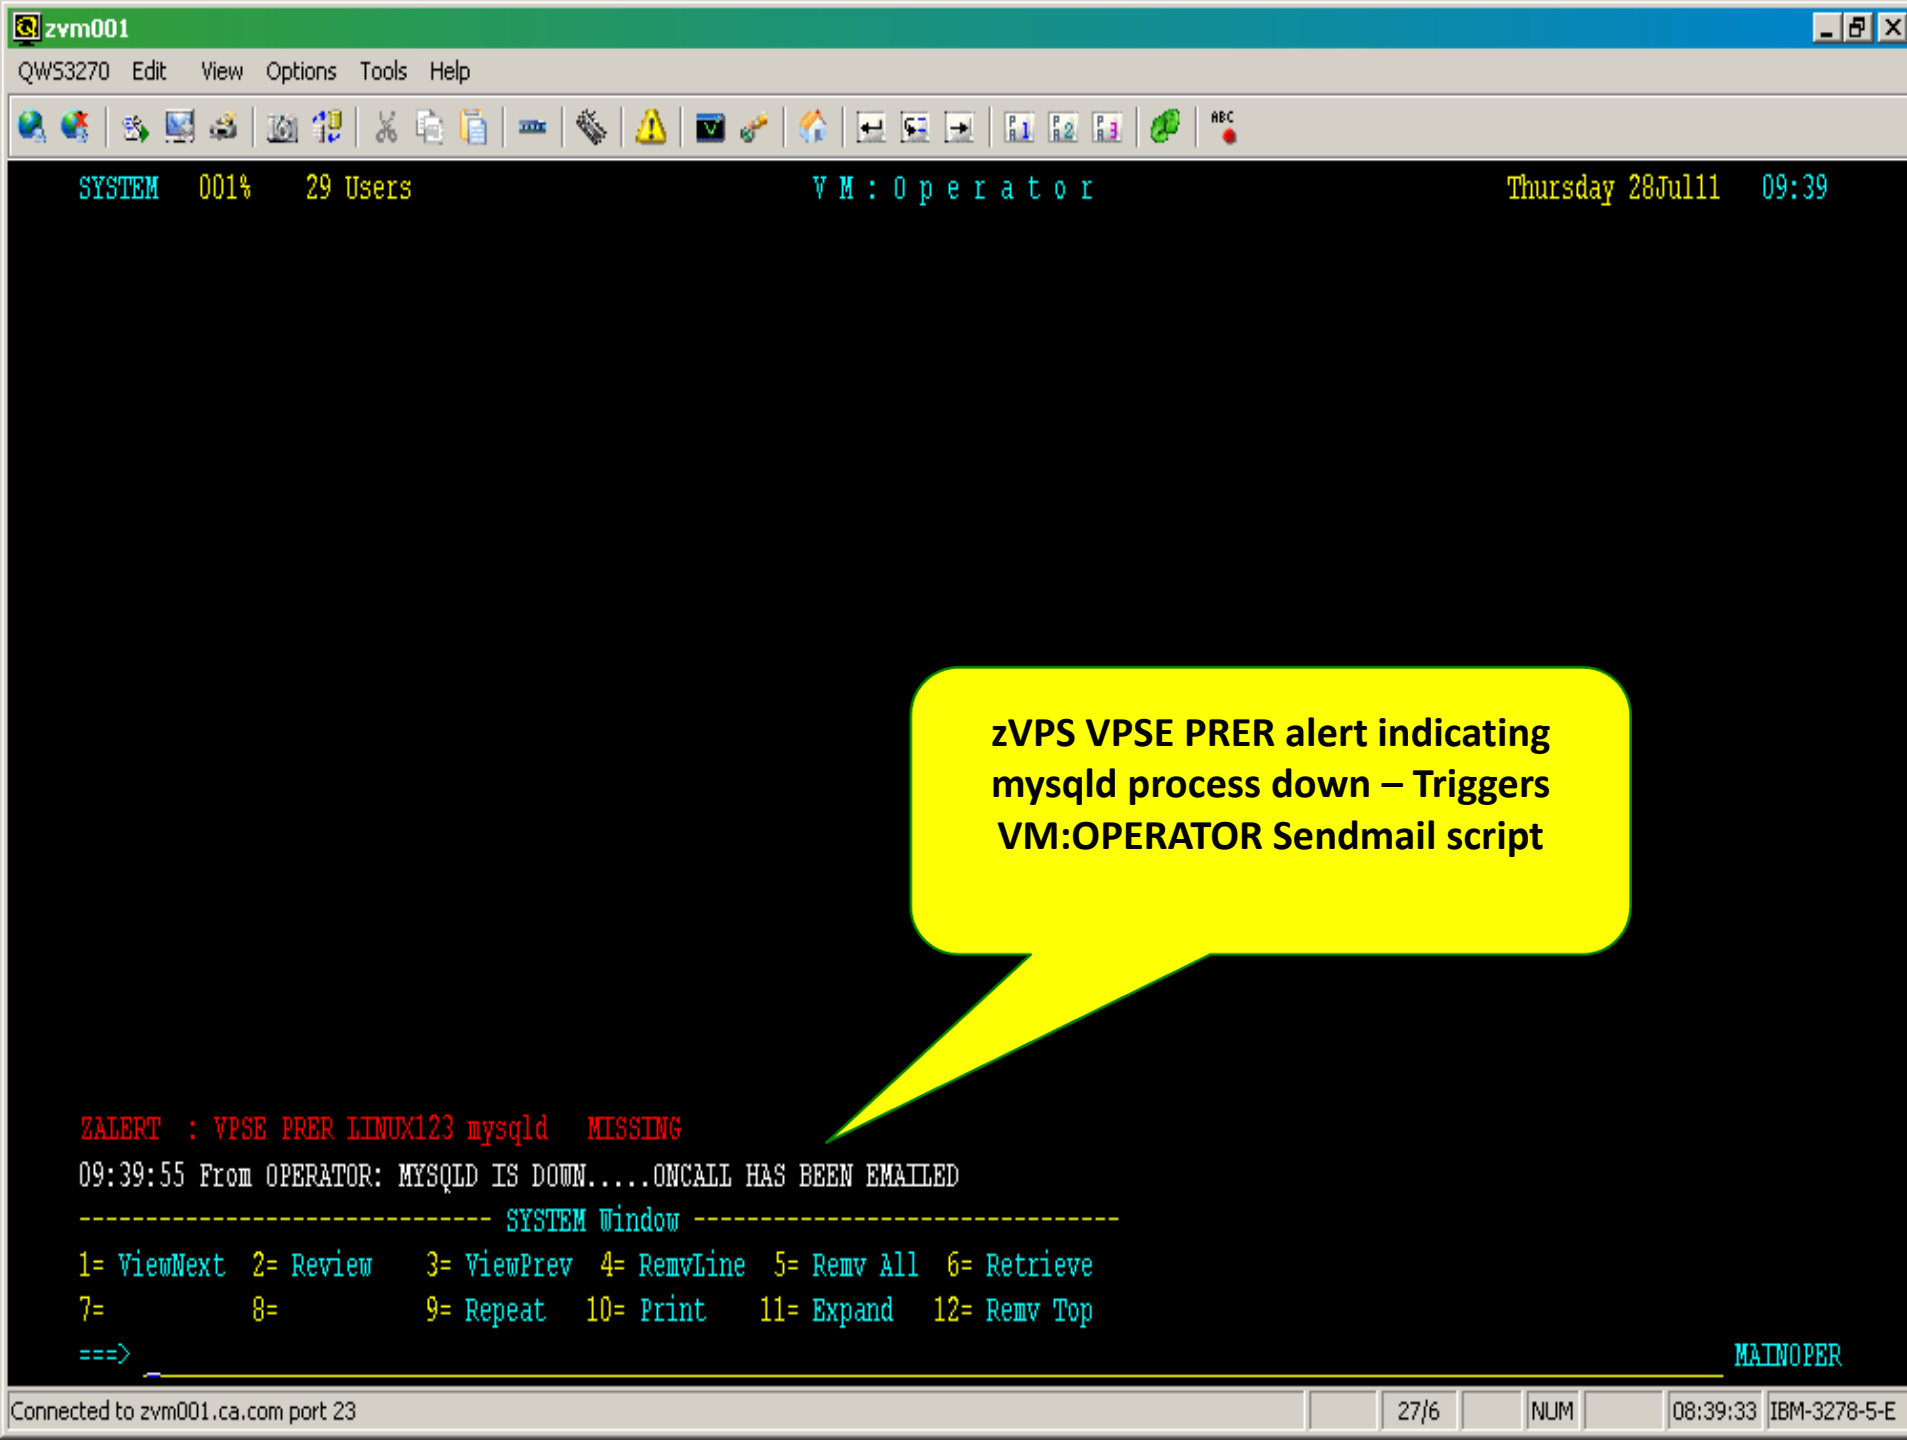 zvm001
QWS3270 Edit View Options Tools Help
ABC
SYSTEM 001% 29 Users V M : O p e r a t o r Thursday 28Jul11 09:39
zVPS VPSE PRER alert indicating
mysqld process down – Triggers
VM:OPERATOR Sendmail script
ZALERT : VPSE PRER LINUX123 mysqld MISSING
09:39:55 From OPERATOR: MYSQLD IS DOWN.....ONCALL HAS BEEN EMAILED
------------------------------- SYSTEM Window --------------------------------
1= ViewNext 2= Review 3= ViewPrev 4= RemvLine 5= Remv All 6= Retrieve
7= 8= 9= Repeat 10= Print 11= Expand 12= Remv Top
===> MAINOPER
Connected to zvm001.ca.com port 23 27/6 NUM 08:39:33 IBM-3278-5-E